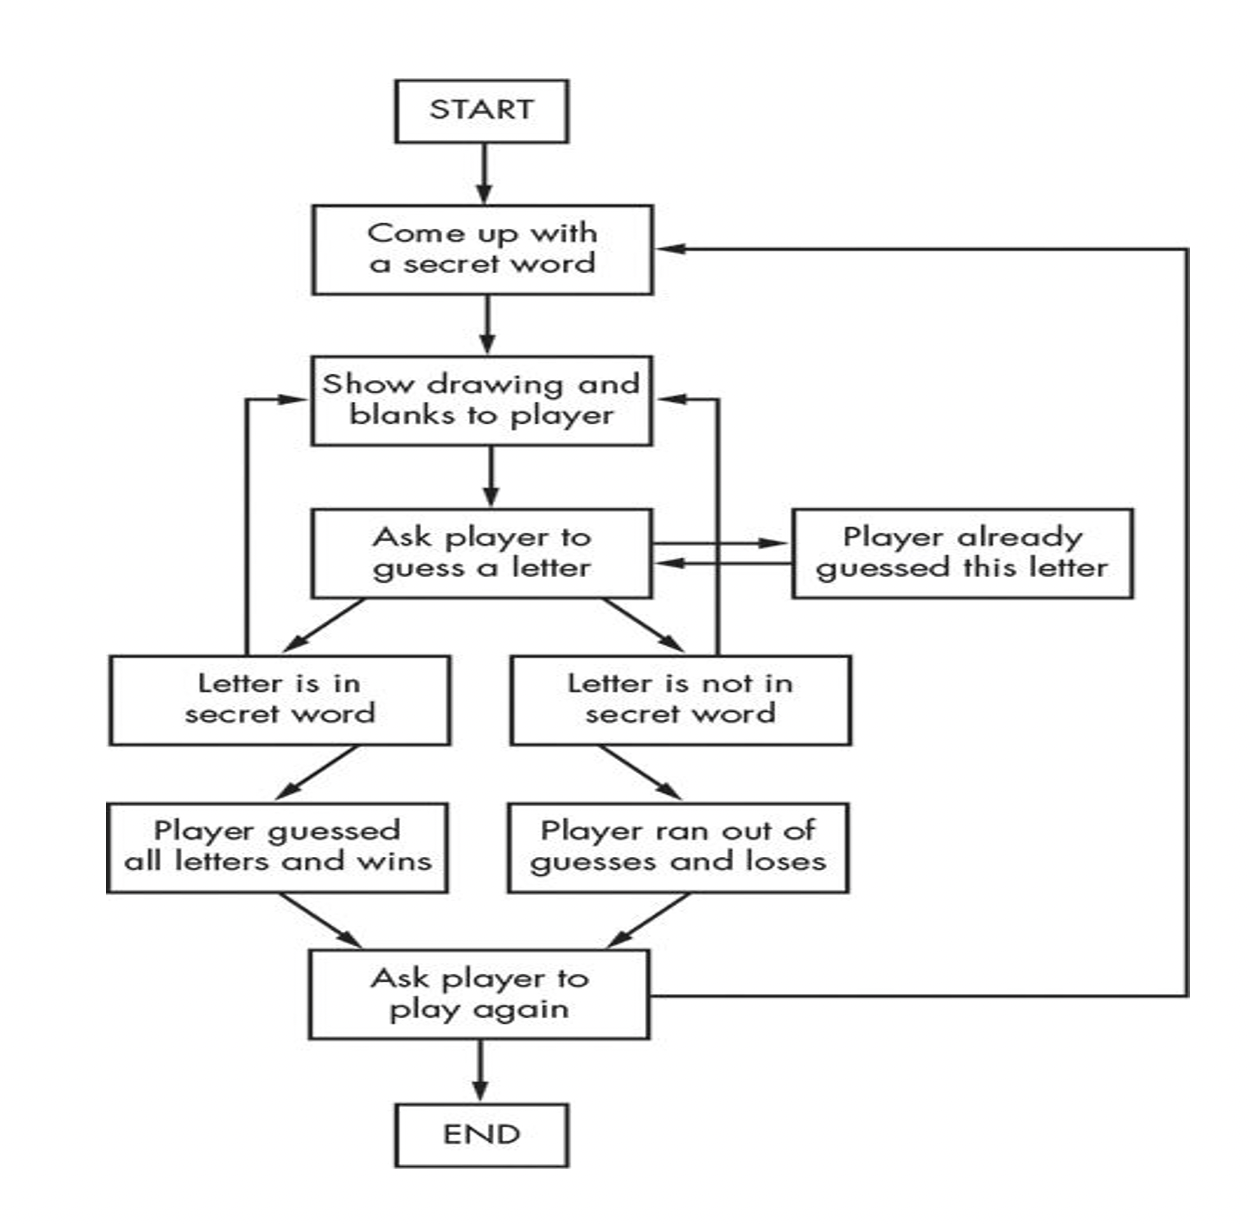 START
Come up with
a secret word
Show drawing and
blanks to player
Ask player to
guess a letter
Player already
guessed this letter
Letter is in
secret word
Letter is not in
secret word
Player guessed
all letters and wins
Player ran out of
guesses and loses
Ask player to
play again
END